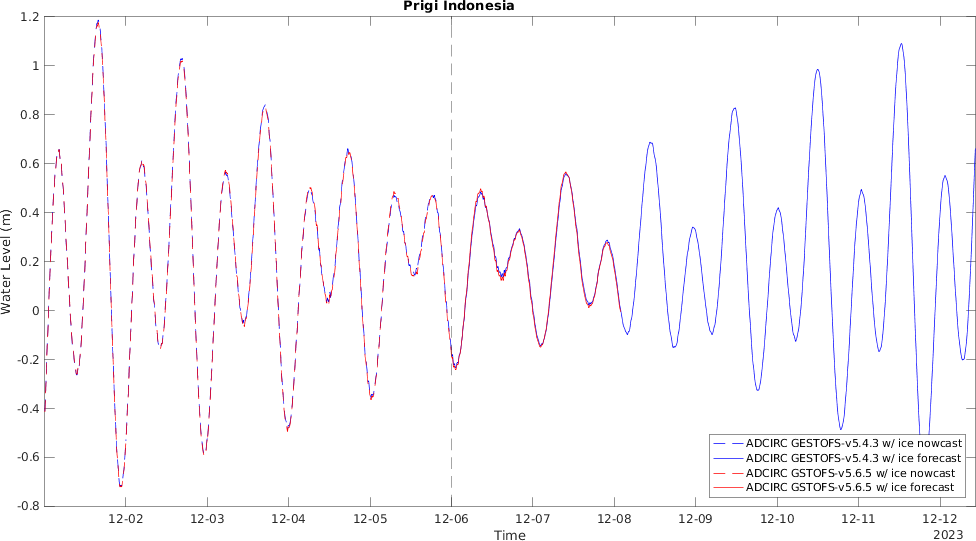 Prigi Indonesia
1.2
1
0.8
0.6
0.4
0.2
0
-0.2
-0.4
-0.6
-0.8
Water Level (m)
12-02 12-03 12-04 12-05 12-06 12-07 12-08 12-09 12-10 12-11 12-12
2023
Time
ADCIRC GESTOFS-v5.4.3 w/ ice nowcast
ADCIRC GESTOFS-v5.4.3 w/ ice forecast
ADCIRC GSTOFS-v5.6.5 w/ ice nowcast
ADCIRC GSTOFS-v5.6.5 w/ ice forecast